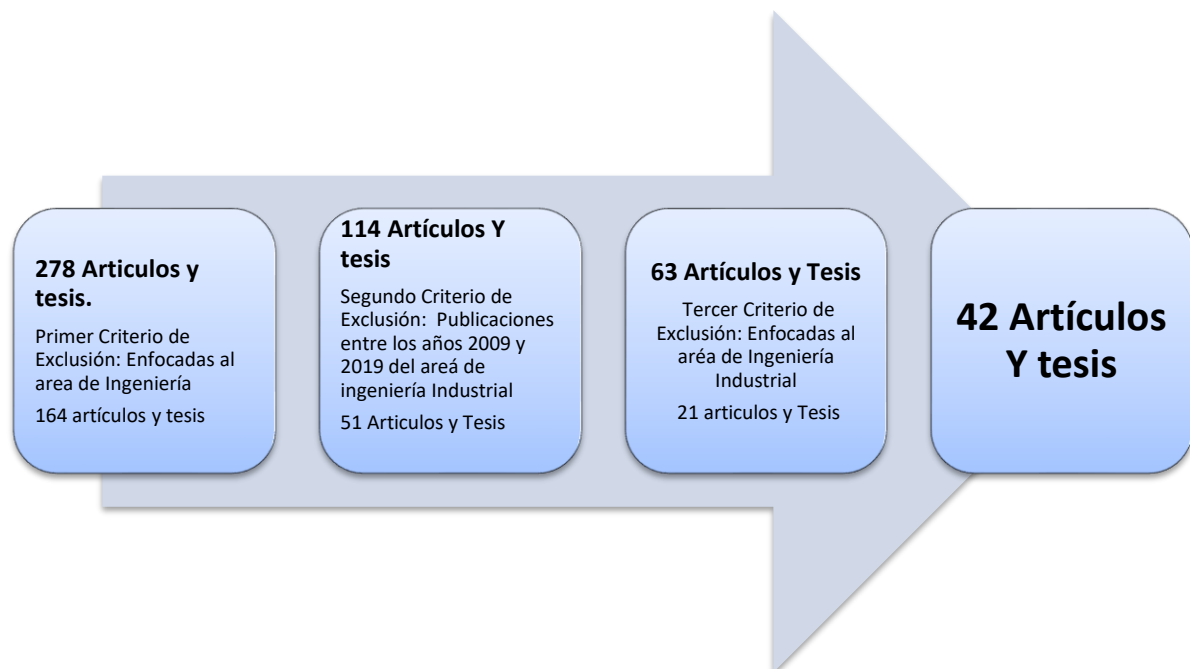 278 Articulos y
tesis.
Primer Criterio de
Exclusión: Enfocadas al
area de Ingeniería
164 artículos y tesis
114 Artículos Y
tesis
Segundo Criterio de
Exclusión: Publicaciones
entre los años 2009 y
2019 del areá de
ingeniería Industrial
51 Articulos y Tesis
63 Artículos y Tesis
Tercer Criterio de
Exclusión: Enfocadas al
aréa de Ingeniería
Industrial
21 articulos y Tesis
42 Artículos
Y tesis